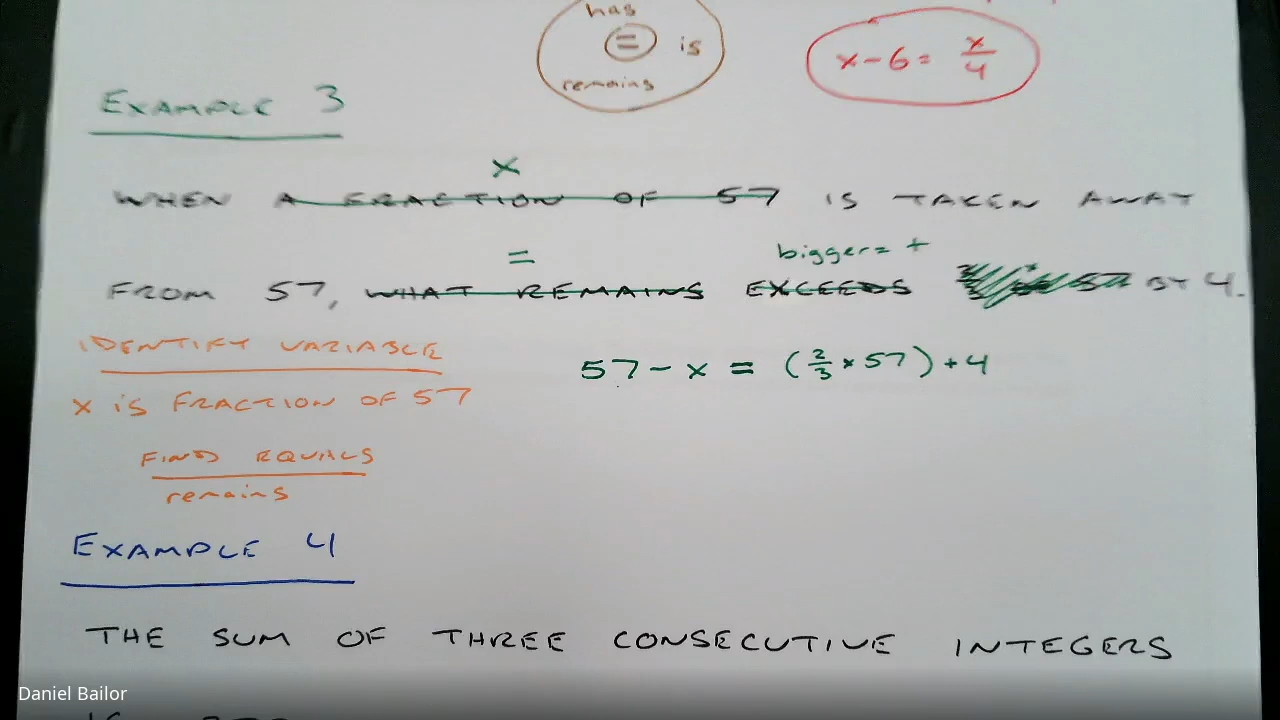 has
= is
remains
x - 6 = x/4
EXAMPLE 3
x
WHEN A FRACTION OF 57 IS TAKEN AWAY
= bigger = +
FROM 57, WHAT REMAINS EXCEEDS 57 BY 4.
IDENTIFY VARIABLE
57 - x = (2/3 x 57) + 4
x is FRACTION OF 57
FIND EQUALS
remains
EXAMPLE 4
THE SUM OF THREE CONSECUTIVE INTEGERS
Daniel Bailor